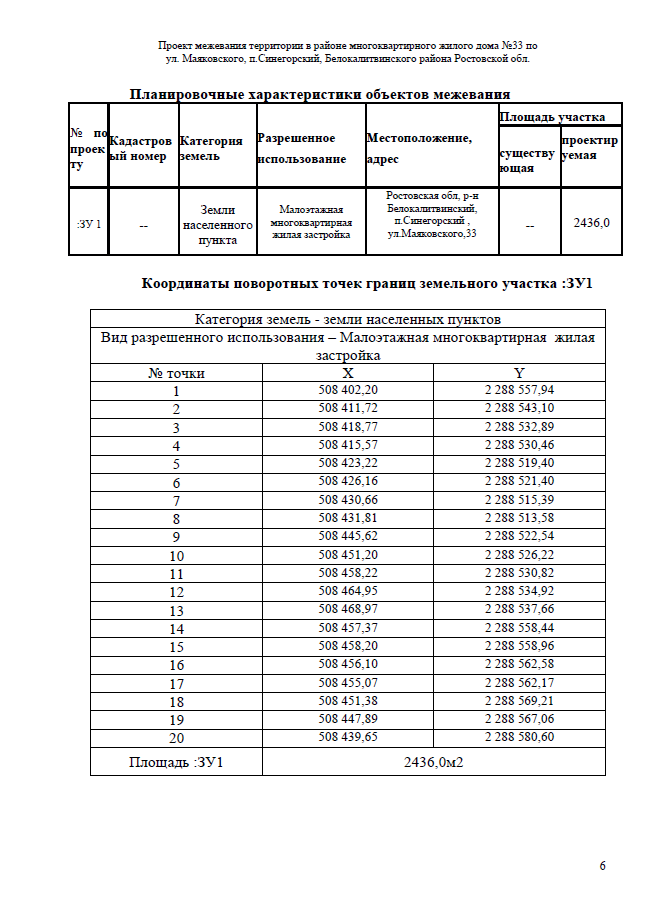 Проект межевания территории в районе многоквартирного жилого дома №33 по
ул. Маяковского, п.Синегорский, Белокалитвинского района Ростовской обл.
Планировочные характеристики объектов межевания
№ по проек ту | Кадастров ый номер | Категория земель | Разрешенное использование | Местоположение, адрес | Площадь участка
существу ющая | проектир уемая
:ЗУ 1 | -- | Земли населенного пункта | Малоэтажная многоквартирная жилая застройка | Ростовская обл, р-н Белокалитвинский, п.Синегорский , ул.Маяковского,33 | -- | 2436,0
Координаты поворотных точек границ земельного участка :ЗУ1
Категория земель - земли населенных пунктов
Вид разрешенного использования – Малоэтажная многоквартирная жилая
застройка
№ точки | X | Y
1 | 508 402,20 | 2 288 557,94
2 | 508 411,72 | 2 288 543,10
3 | 508 418,77 | 2 288 532,89
4 | 508 415,57 | 2 288 530,46
5 | 508 423,22 | 2 288 519,40
6 | 508 426,16 | 2 288 521,40
7 | 508 430,66 | 2 288 515,39
8 | 508 431,81 | 2 288 513,58
9 | 508 445,62 | 2 288 522,54
10 | 508 451,20 | 2 288 526,22
11 | 508 458,22 | 2 288 530,82
12 | 508 464,95 | 2 288 534,92
13 | 508 468,97 | 2 288 537,66
14 | 508 457,37 | 2 288 558,44
15 | 508 458,20 | 2 288 558,96
16 | 508 456,10 | 2 288 562,58
17 | 508 455,07 | 2 288 562,17
18 | 508 451,38 | 2 288 569,21
19 | 508 447,89 | 2 288 567,06
20 | 508 439,65 | 2 288 580,60
Площадь :ЗУ1 | 2436,0м2
6